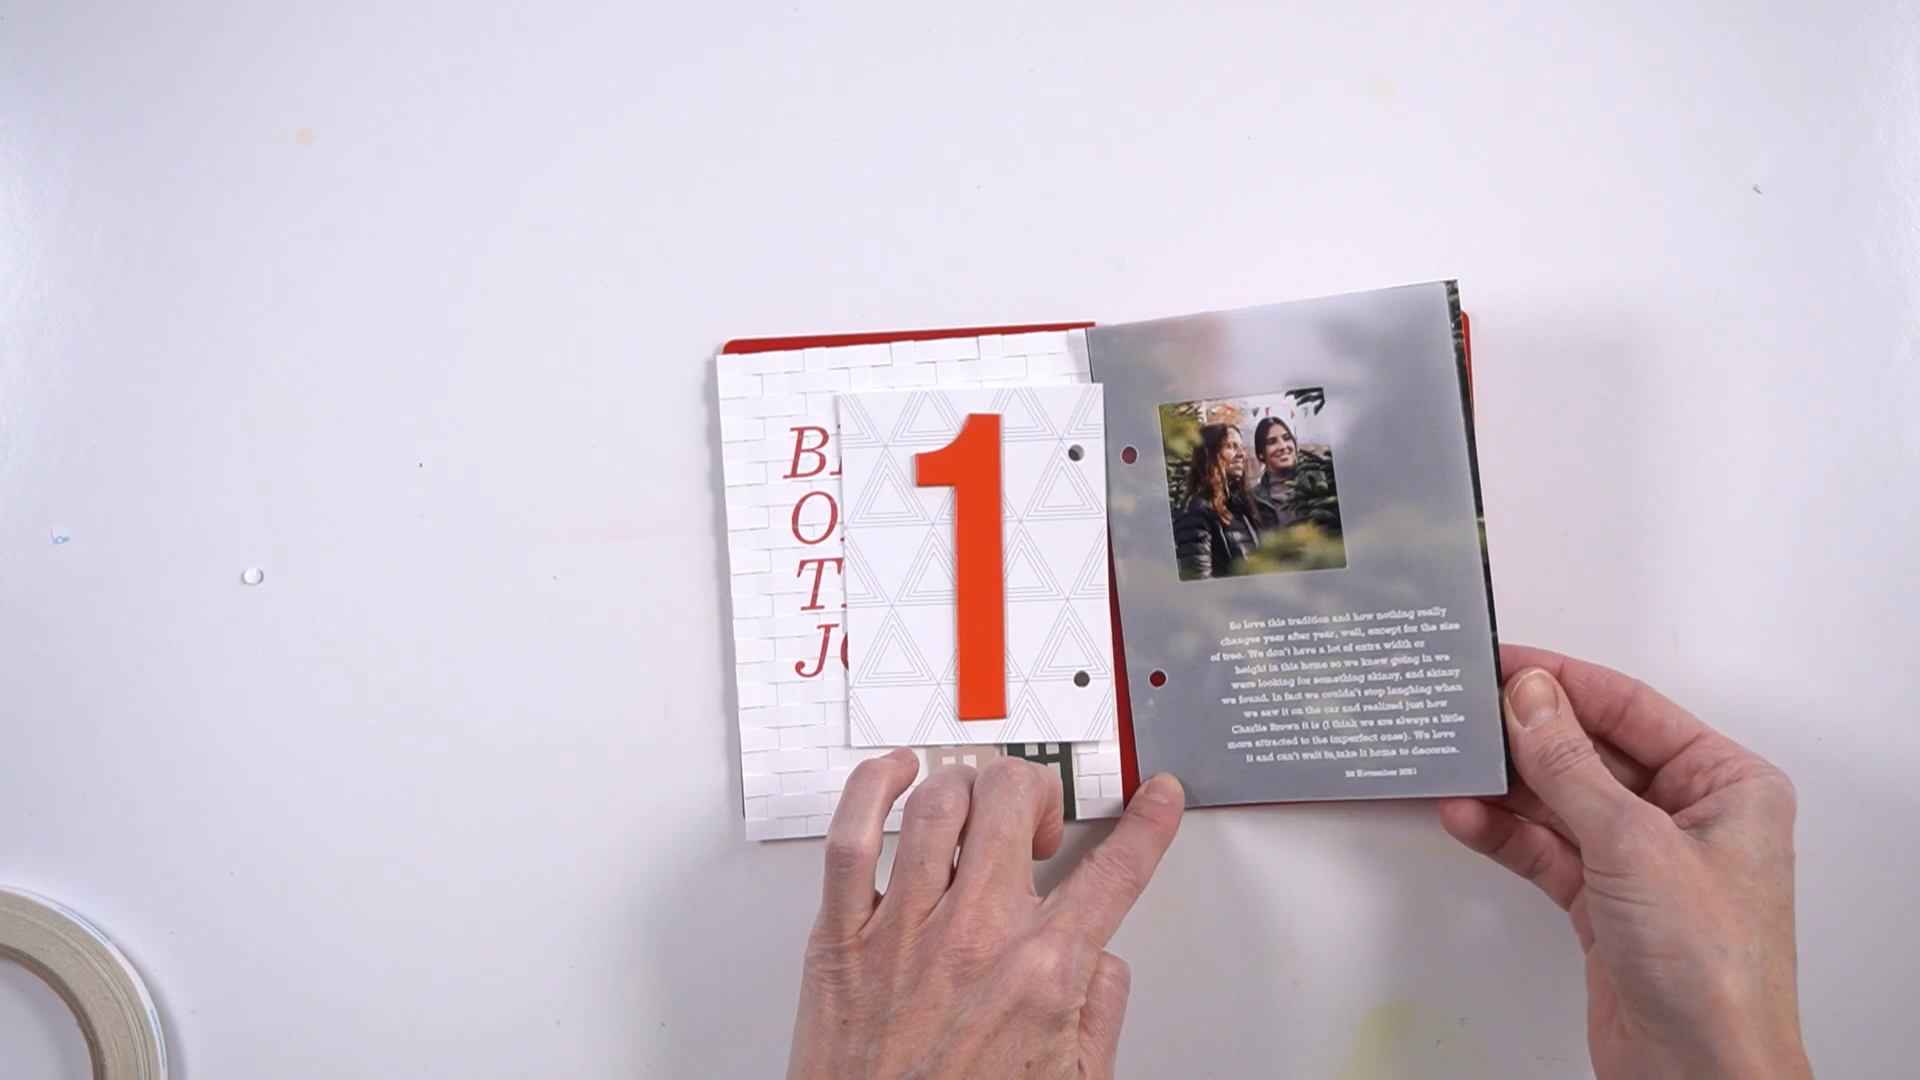 B
O
T
J
1
So love this tradition and how nothing really
changes year after year, well, except for the size
of tree. We don't have a lot of extra width or
height in this home so we knew going in we
were looking for something skinny, and skinny
we found. In fact we couldn't stop laughing when
we saw it on the car and realized just how
Charlie Brown it is (I think we are always a little
more attracted to the imperfect ones). We love
it and can't wait to take it home to decorate.
November 2021